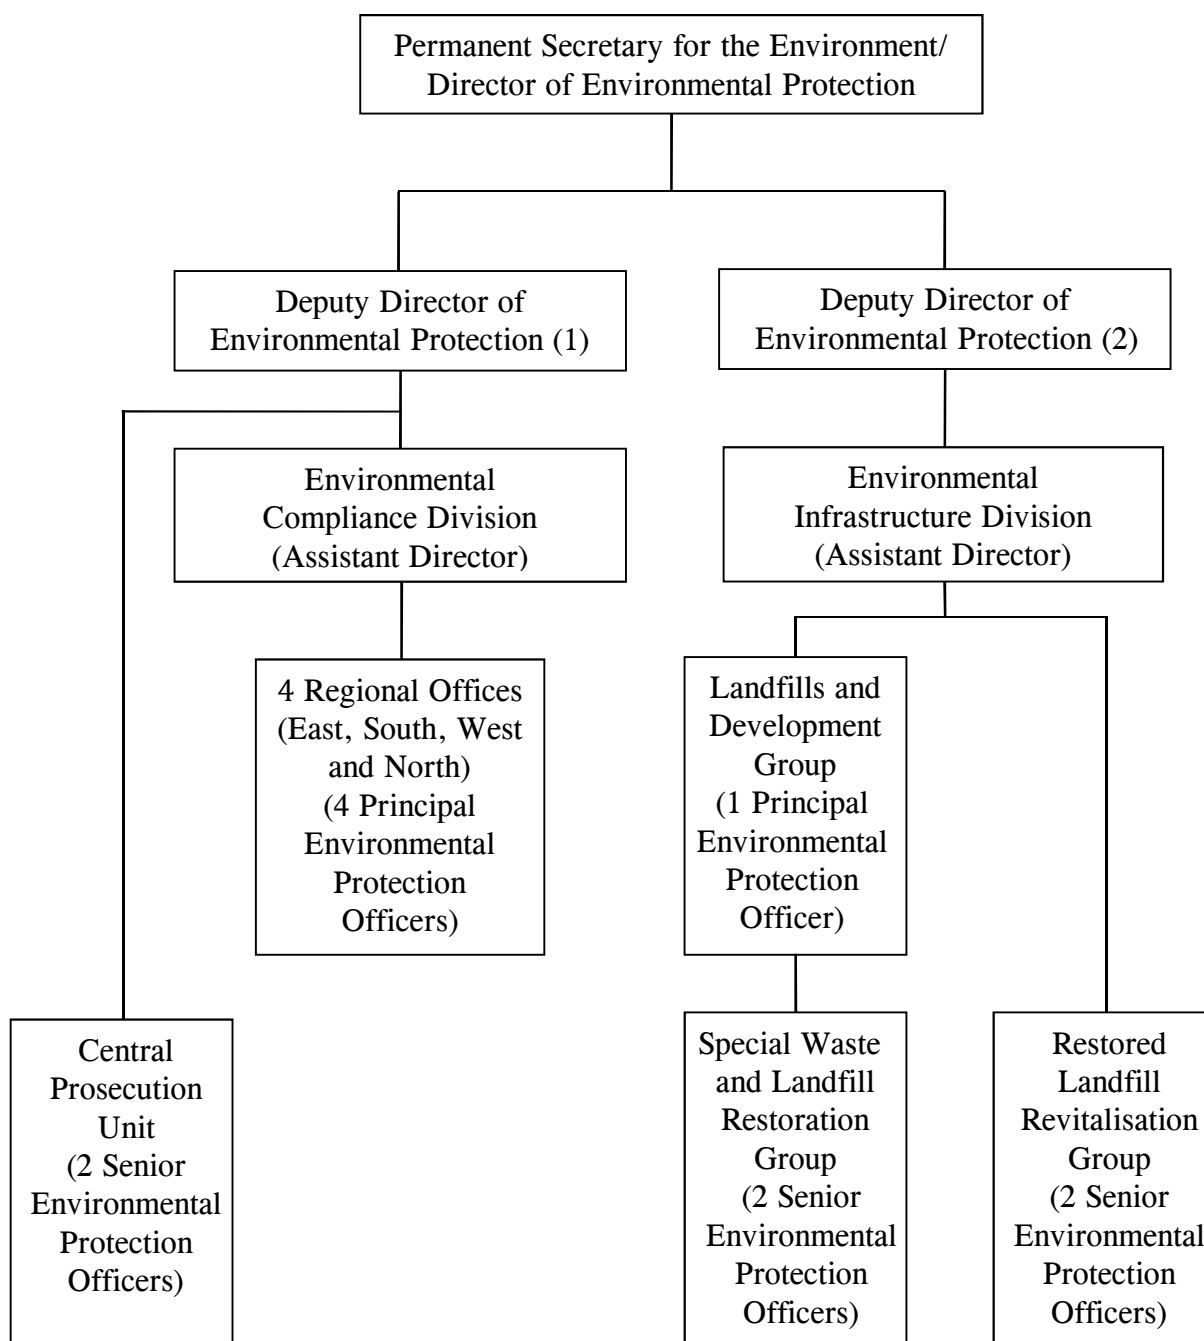 Permanent Secretary for the Environment/
Director of Environmental Protection
Deputy Director of
Environmental Protection (1)
Deputy Director of
Environmental Protection (2)
Environmental
Compliance Division
(Assistant Director)
Environmental
Infrastructure Division
(Assistant Director)
4 Regional Offices
(East, South, West
and North)
(4 Principal
Environmental
Protection
Officers)
Landfills and
Development
Group
(1 Principal
Environmental
Protection
Officer)
Central
Prosecution
Unit
(2 Senior
Environmental
Protection
Officers)
Special Waste
and Landfill
Restoration
Group
(2 Senior
Environmental
Protection
Officers)
Restored
Landfill
Revitalisation
Group
(2 Senior
Environmental
Protection
Officers)